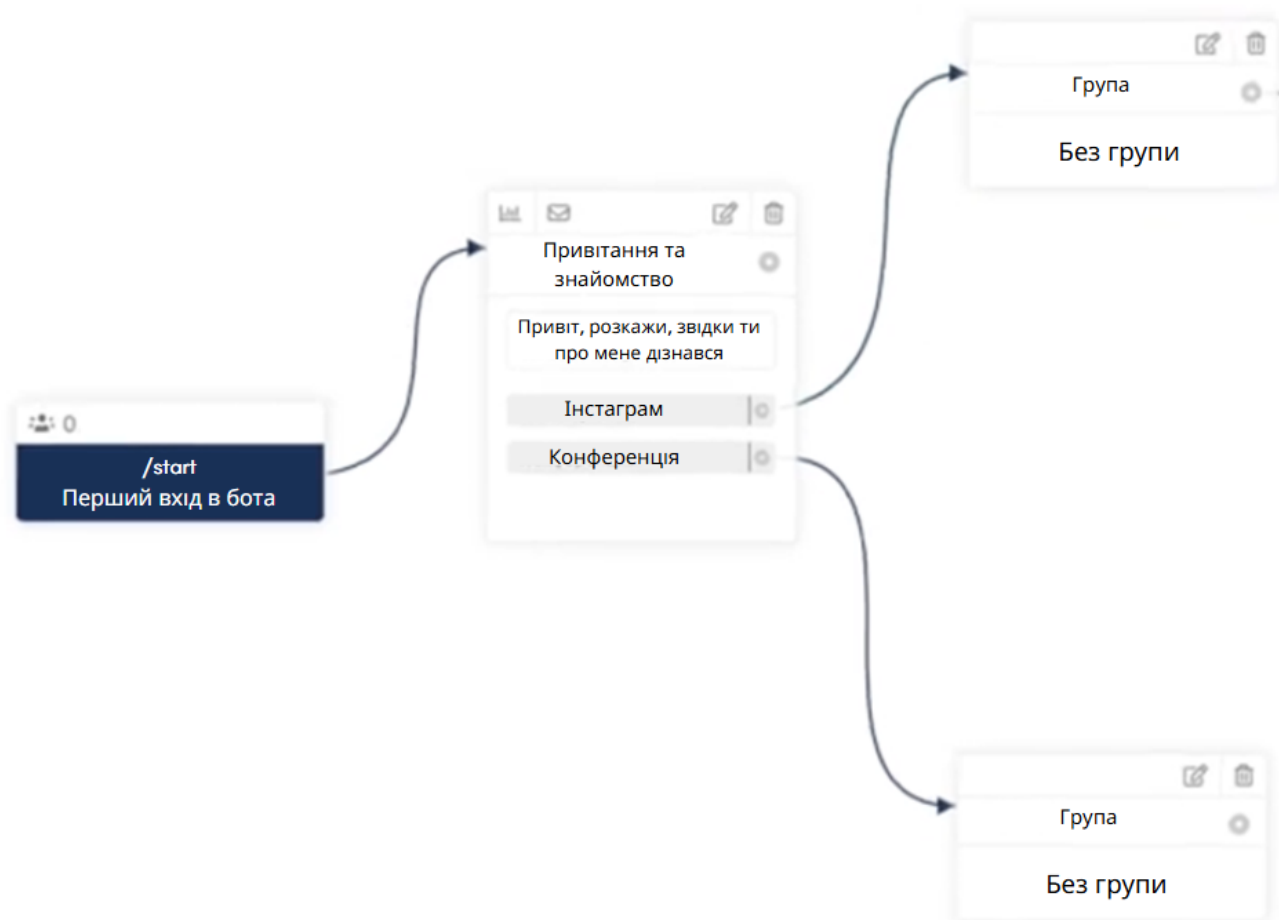 Група
Без групи
Привітання та
знайомство
Привіт, розкажи, звідки ти
про мене дізнався
Інстаграм
Конференція
0
/start
Перший вхід в бота
Група
Без групи